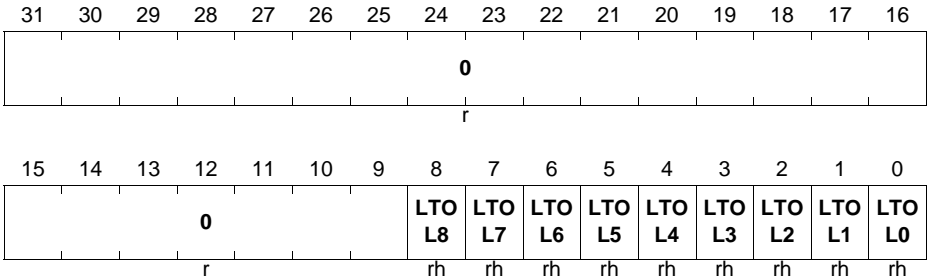 31 30 29 28 27 26 25 24 23 22 21 20 19 18 17 16
0
r
15 14 13 12 11 10 9 8 7 6 5 4 3 2 1 0
0 LTO LTO LTO LTO LTO LTO LTO LTO LTO
L8 L7 L6 L5 L4 L3 L2 L1 L0
r rh rh rh rh rh rh rh rh rh